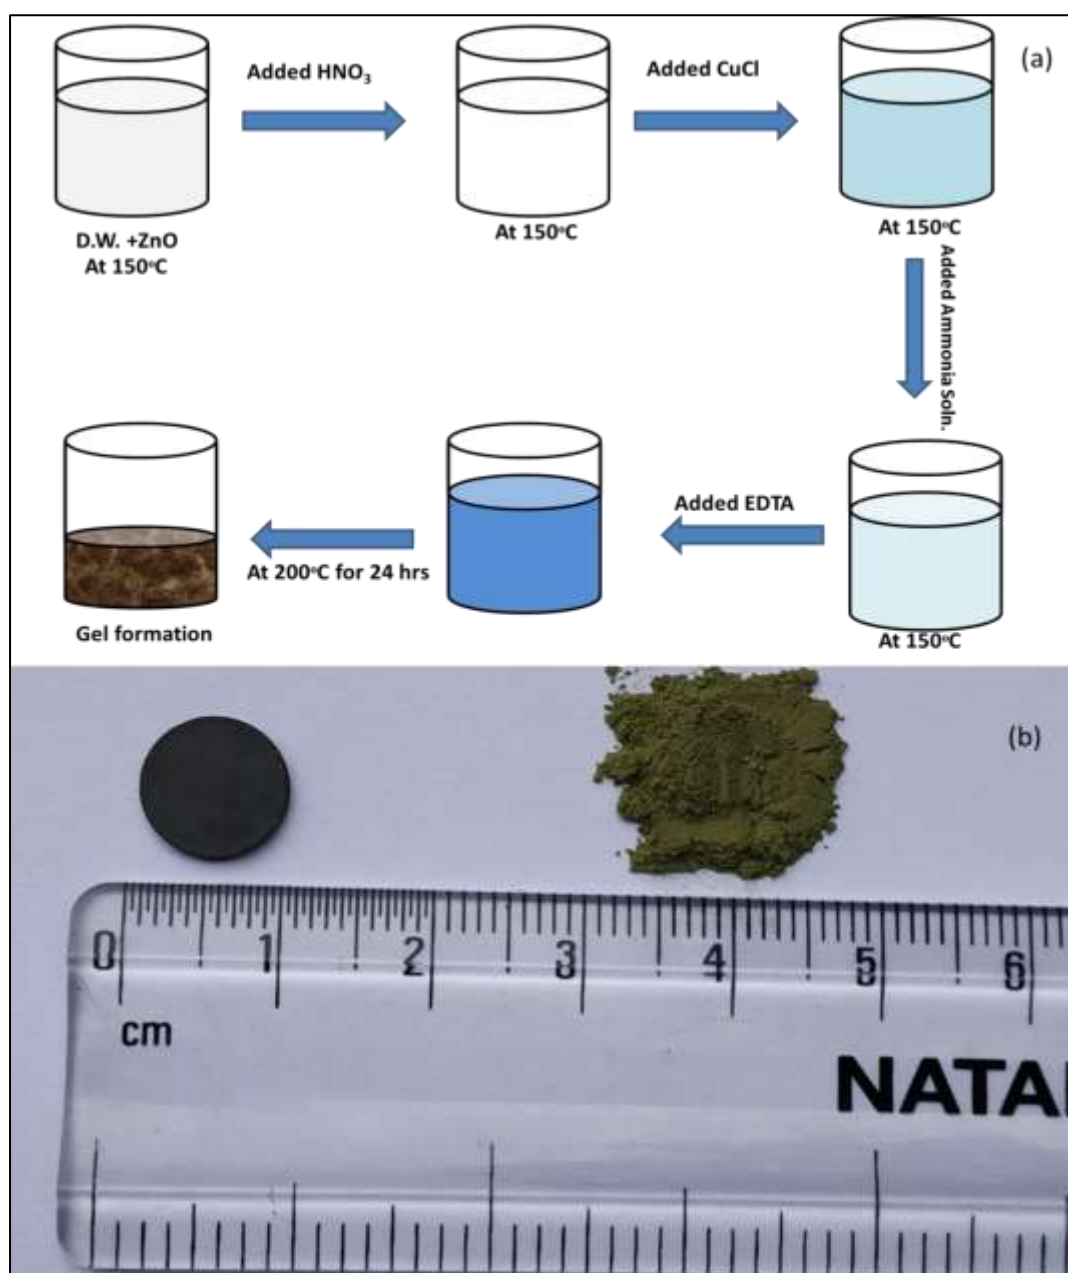 (a)
Added HNO₃
Added CuCl
D.W. +ZnO
At 150°C
At 150°C
At 150°C
Added Ammonia Soln.
Added EDTA
At 200°C for 24 hrs
Gel formation
At 150°C
(b)
0 1 2 3 4 5 6
cm